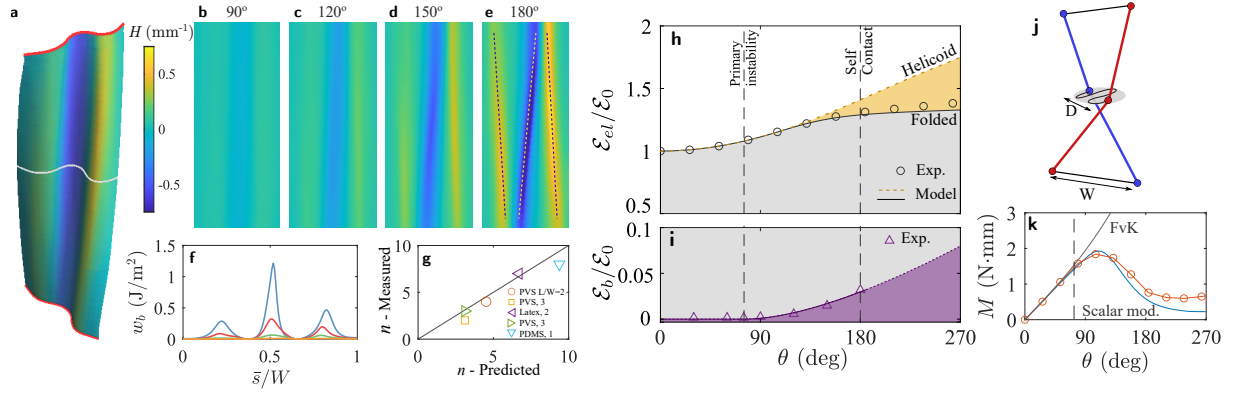 a
H (mm⁻¹)
0.5
0
-0.5
b 90°
c 120°
d 150°
e 180°
f
w_b (J/m²)
1.5
1
0.5
0
0 0.5 1
s̄/W
g
n - Measured
10
5
0
0 5 10
n - Predicted
PVS L/W~2
PVS, 3
Latex, 2
PVS, 3
PDMS, 1
h
ℰ_el/ℰ_0
2
1.5
1
0.5
Primary
instability
Self
Contact
Helicoid
Folded
Exp.
Model
i
ℰ_b/ℰ_0
0.1
0.05
0
Exp.
0 90 180 270
θ (deg)
j
D
W
k
M (N·mm)
3
2
1
0
FvK
Scalar mod.
0 90 180 270
θ (deg)